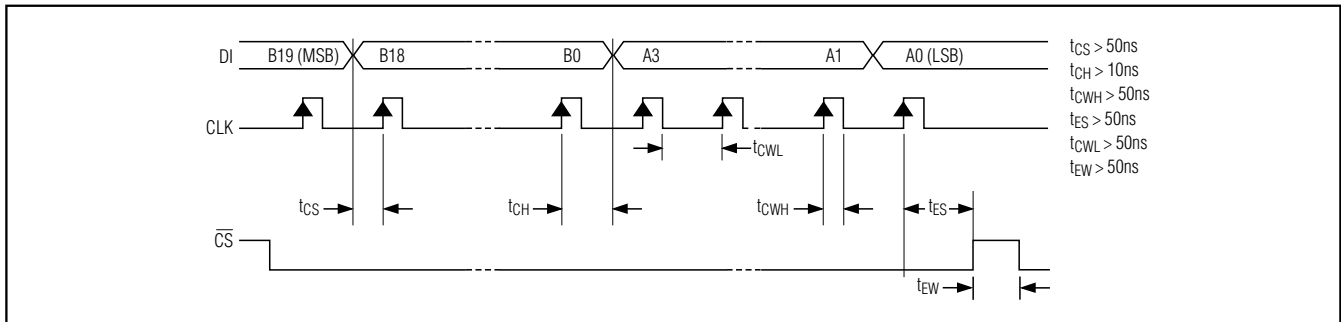 DI B19 (MSB) B18 B0 A3 A1 A0 (LSB)
CLK
tCWL
tCS tCH tCWH tES
CS
tEW
tCS > 50ns
tCH > 10ns
tCWH > 50ns
tES > 50ns
tCWL > 50ns
tEW > 50ns